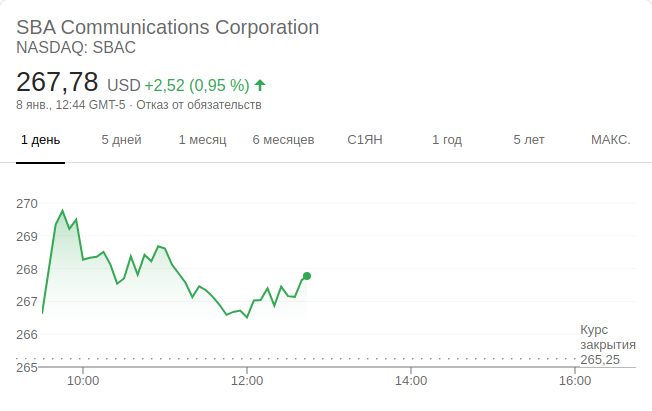 SBA Communications Corporation
NASDAQ: SBAC
267,78 USD +2,52 (0,95 %)
8 янв., 12:44 GMT-5 · Отказ от обязательств
1 день 5 дней 1 месяц 6 месяцев С1ЯН 1 год 5 лет МАКС.
270
269
268
267
266
Курс
закрытия
265,25
265
10:00 12:00 14:00 16:00